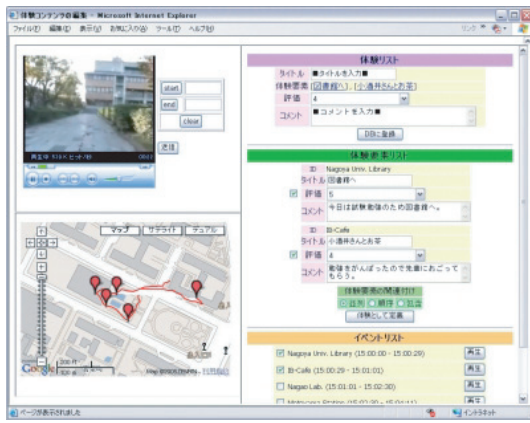 体験コンテンツの編集 - Microsoft Internet Explorer
ファイル(F) 編集(E) 表示(V) お気に入り(A) ツール(T) ヘルプ(H)
リンク
start
end
clear
送信
体験リスト
タイトル ■タイトルを入力■
体験要素 [図書館へ], [小酒井さんとお茶]
評価 4
コメント ■コメントを入力■
DBに登録
体験要素リスト
ID Nagoya Univ. Library
タイトル 図書館へ
評価 5
コメント 今日は試験勉強のため図書館へ。
ID IB-Cafe
タイトル 小酒井さんとお茶
評価 4
コメント 勉強をがんばったので先輩におごって
もらう。
体験要素の関連付け
並列 順序 包含
体験として定義
イベントリスト
Nagoya Univ. Library (15:00:00 - 15:00:29) 再生
IB-Cafe (15:00:29 - 15:01:01) 再生
Nagao Lab. (15:01:01 - 15:02:30) 再生
マップ サテライト デュアル
Google
ページが表示されました
イントラネット